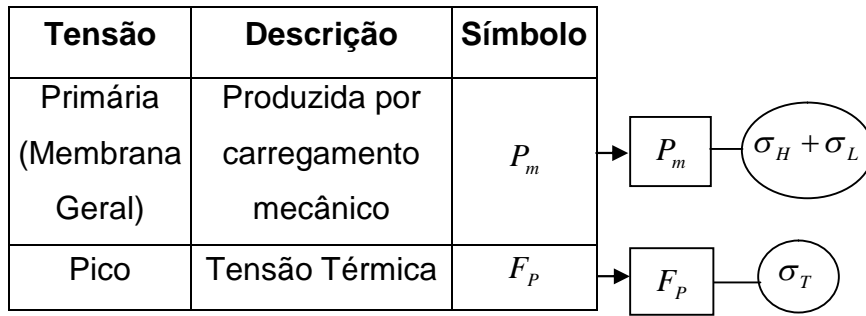 Tensão Descrição Símbolo
Primária
(Membrana
Geral)
Produzida por
carregamento
mecânico
P_m
P_m
σ_H + σ_L
Pico
Tensão Térmica
F_P
F_P
σ_T